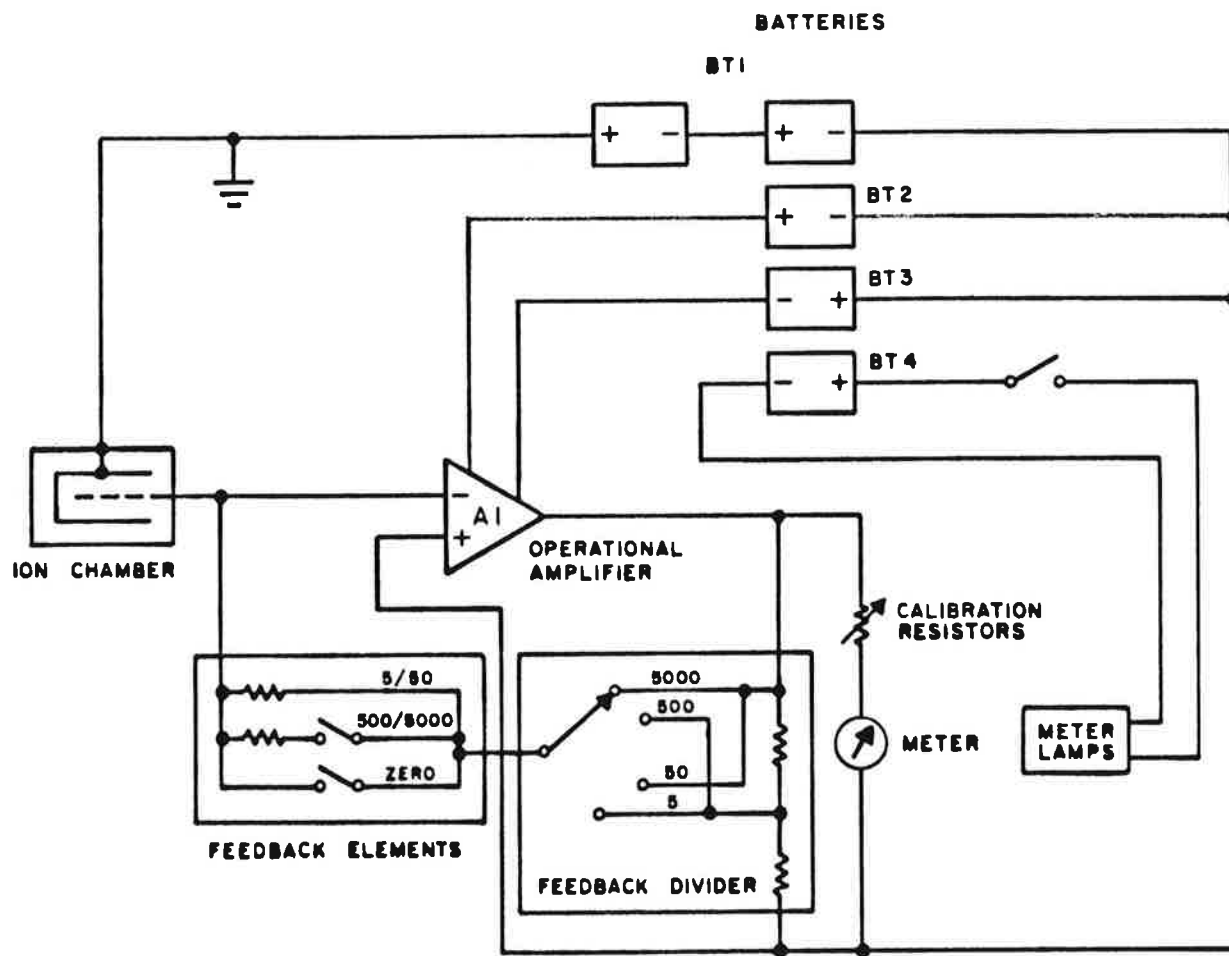 BATTERIES
BT1
+ - + -
BT2
+ -
BT3
- +
BT4
- +
ION CHAMBER
-
A1
+
OPERATIONAL
AMPLIFIER
CALIBRATION
RESISTORS
5/50
500/5000
ZERO
5000
500
50
5
METER
METER
LAMPS
FEEDBACK ELEMENTS
FEEDBACK DIVIDER